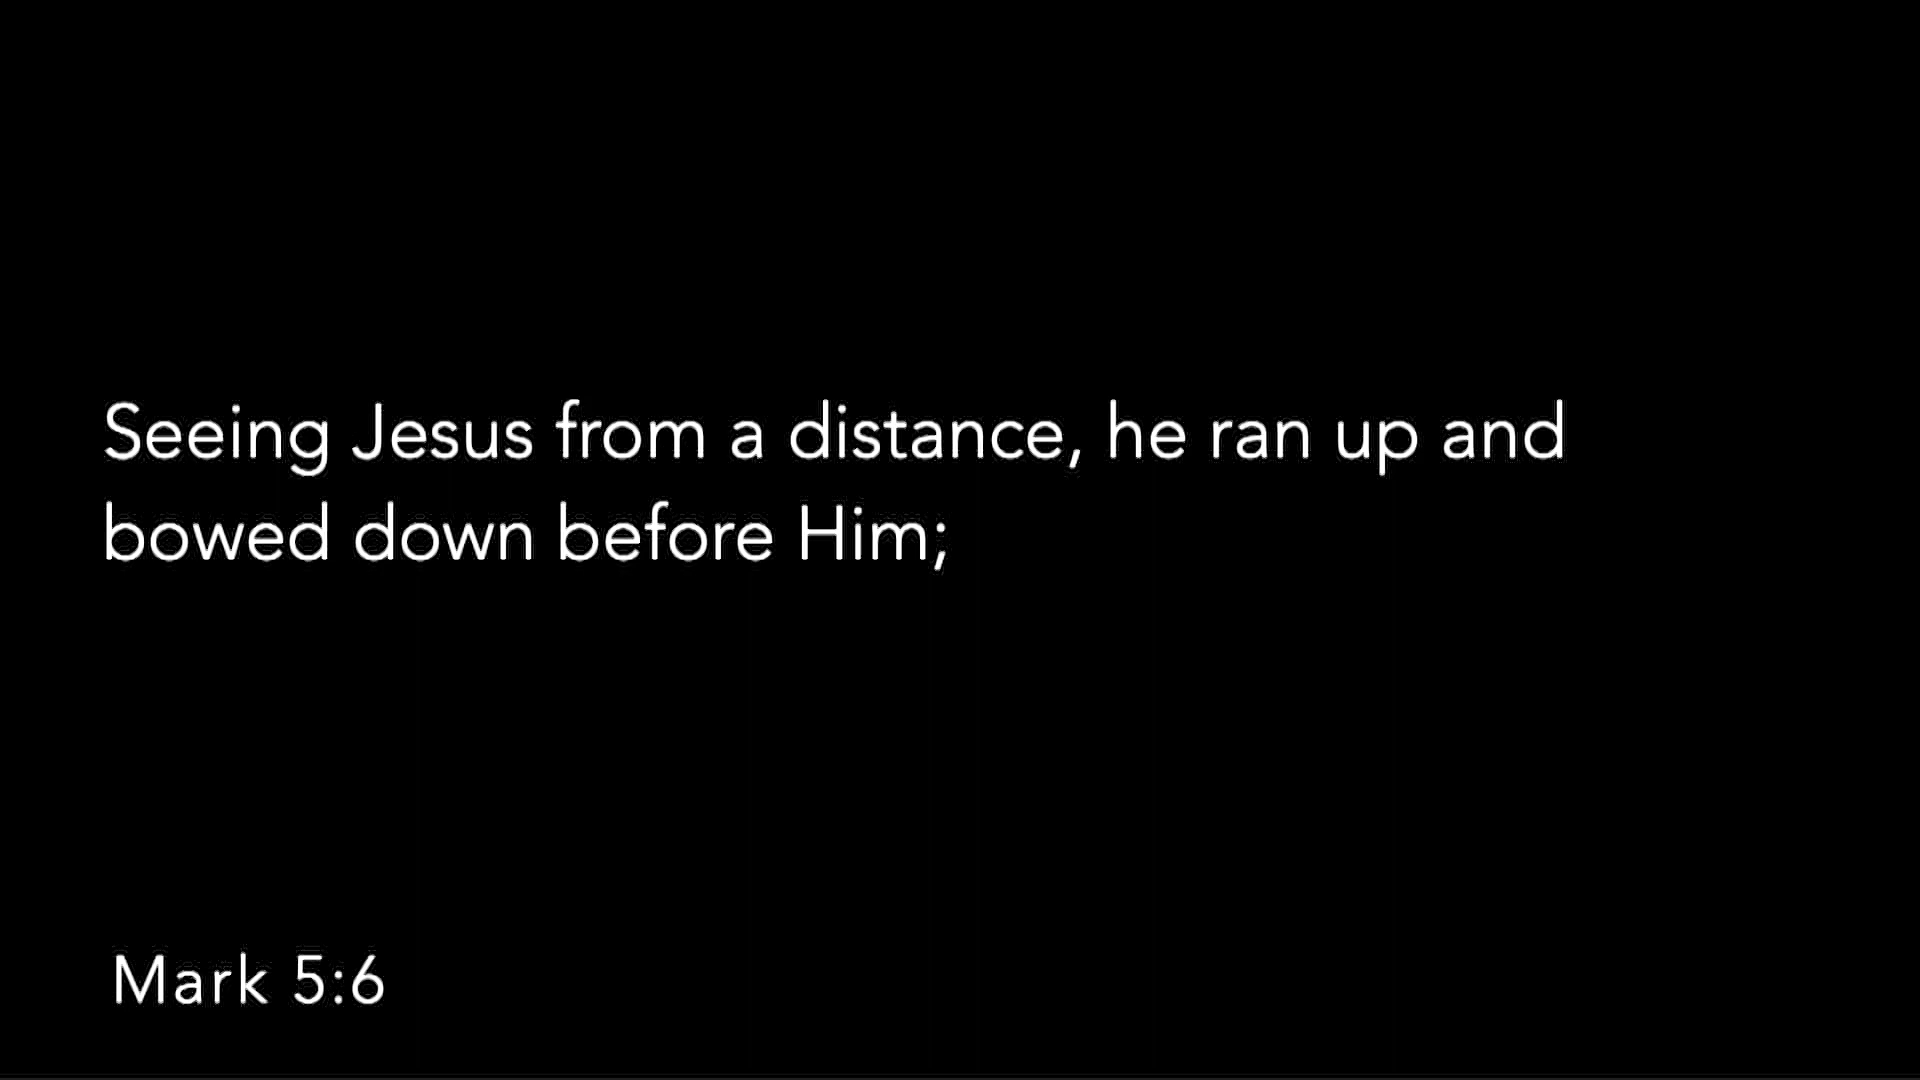 Seeing Jesus from a distance, he ran up and
bowed down before Him;
Mark 5:6